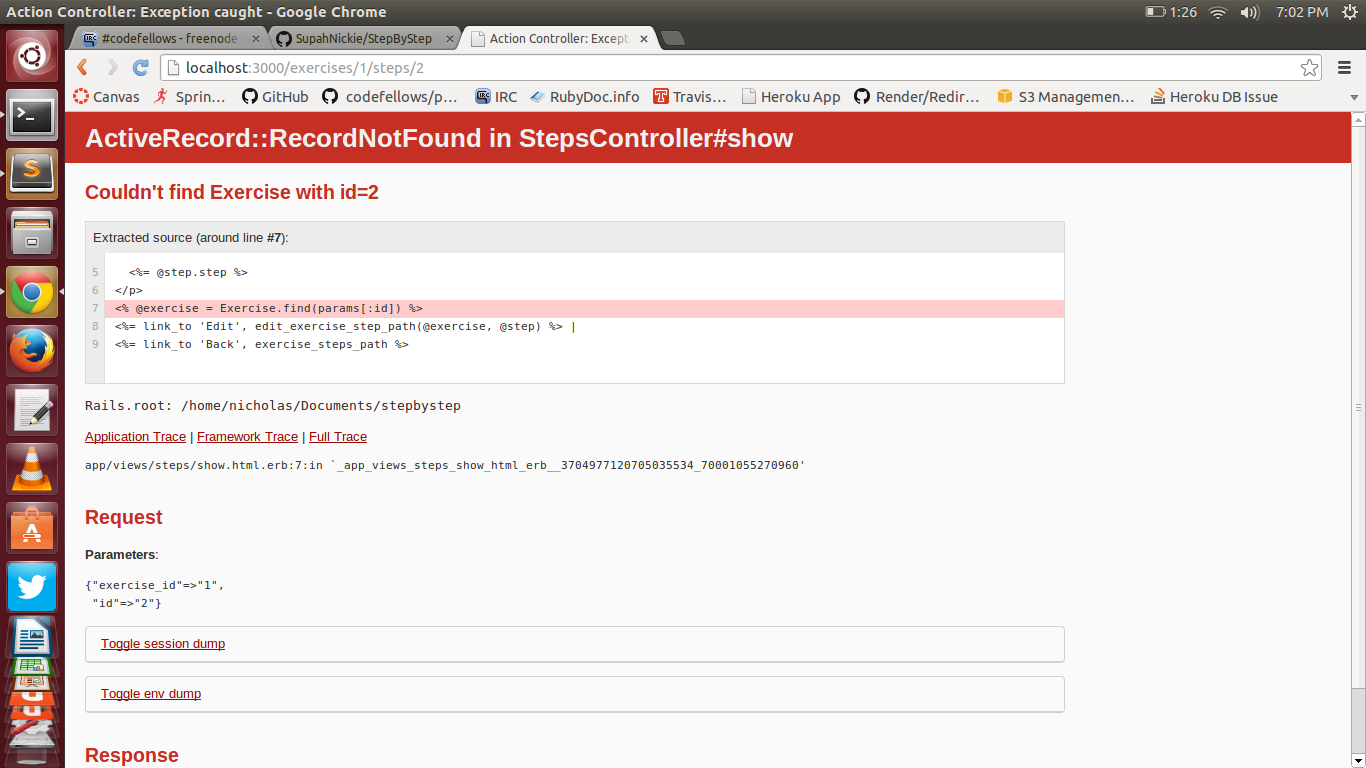 Action Controller: Exception caught - Google Chrome
1:26
7:02 PM
#codefellows - freenode
SupahNickie/StepByStep
Action Controller: Except
localhost:3000/exercises/1/steps/2
Canvas
Sprin...
GitHub
codefellows/p...
IRC
RubyDoc.info
Travis...
Heroku App
Render/Redir...
S3 Managemen...
Heroku DB Issue
ActiveRecord::RecordNotFound in StepsController#show
Couldn't find Exercise with id=2
Extracted source (around line #7):
5 <%= @step.step %>
6 </p>
7 <% @exercise = Exercise.find(params[:id]) %>
8 <%= link_to 'Edit', edit_exercise_step_path(@exercise, @step) %> |
9 <%= link_to 'Back', exercise_steps_path %>
Rails.root: /home/nicholas/Documents/stepbystep
Application Trace | Framework Trace | Full Trace
app/views/steps/show.html.erb:7:in `_app_views_steps_show_html_erb__3704977120705035534_70001055270960'
Request
Parameters:
{"exercise_id"=>"1",
"id"=>"2"}
Toggle session dump
Toggle env dump
Response